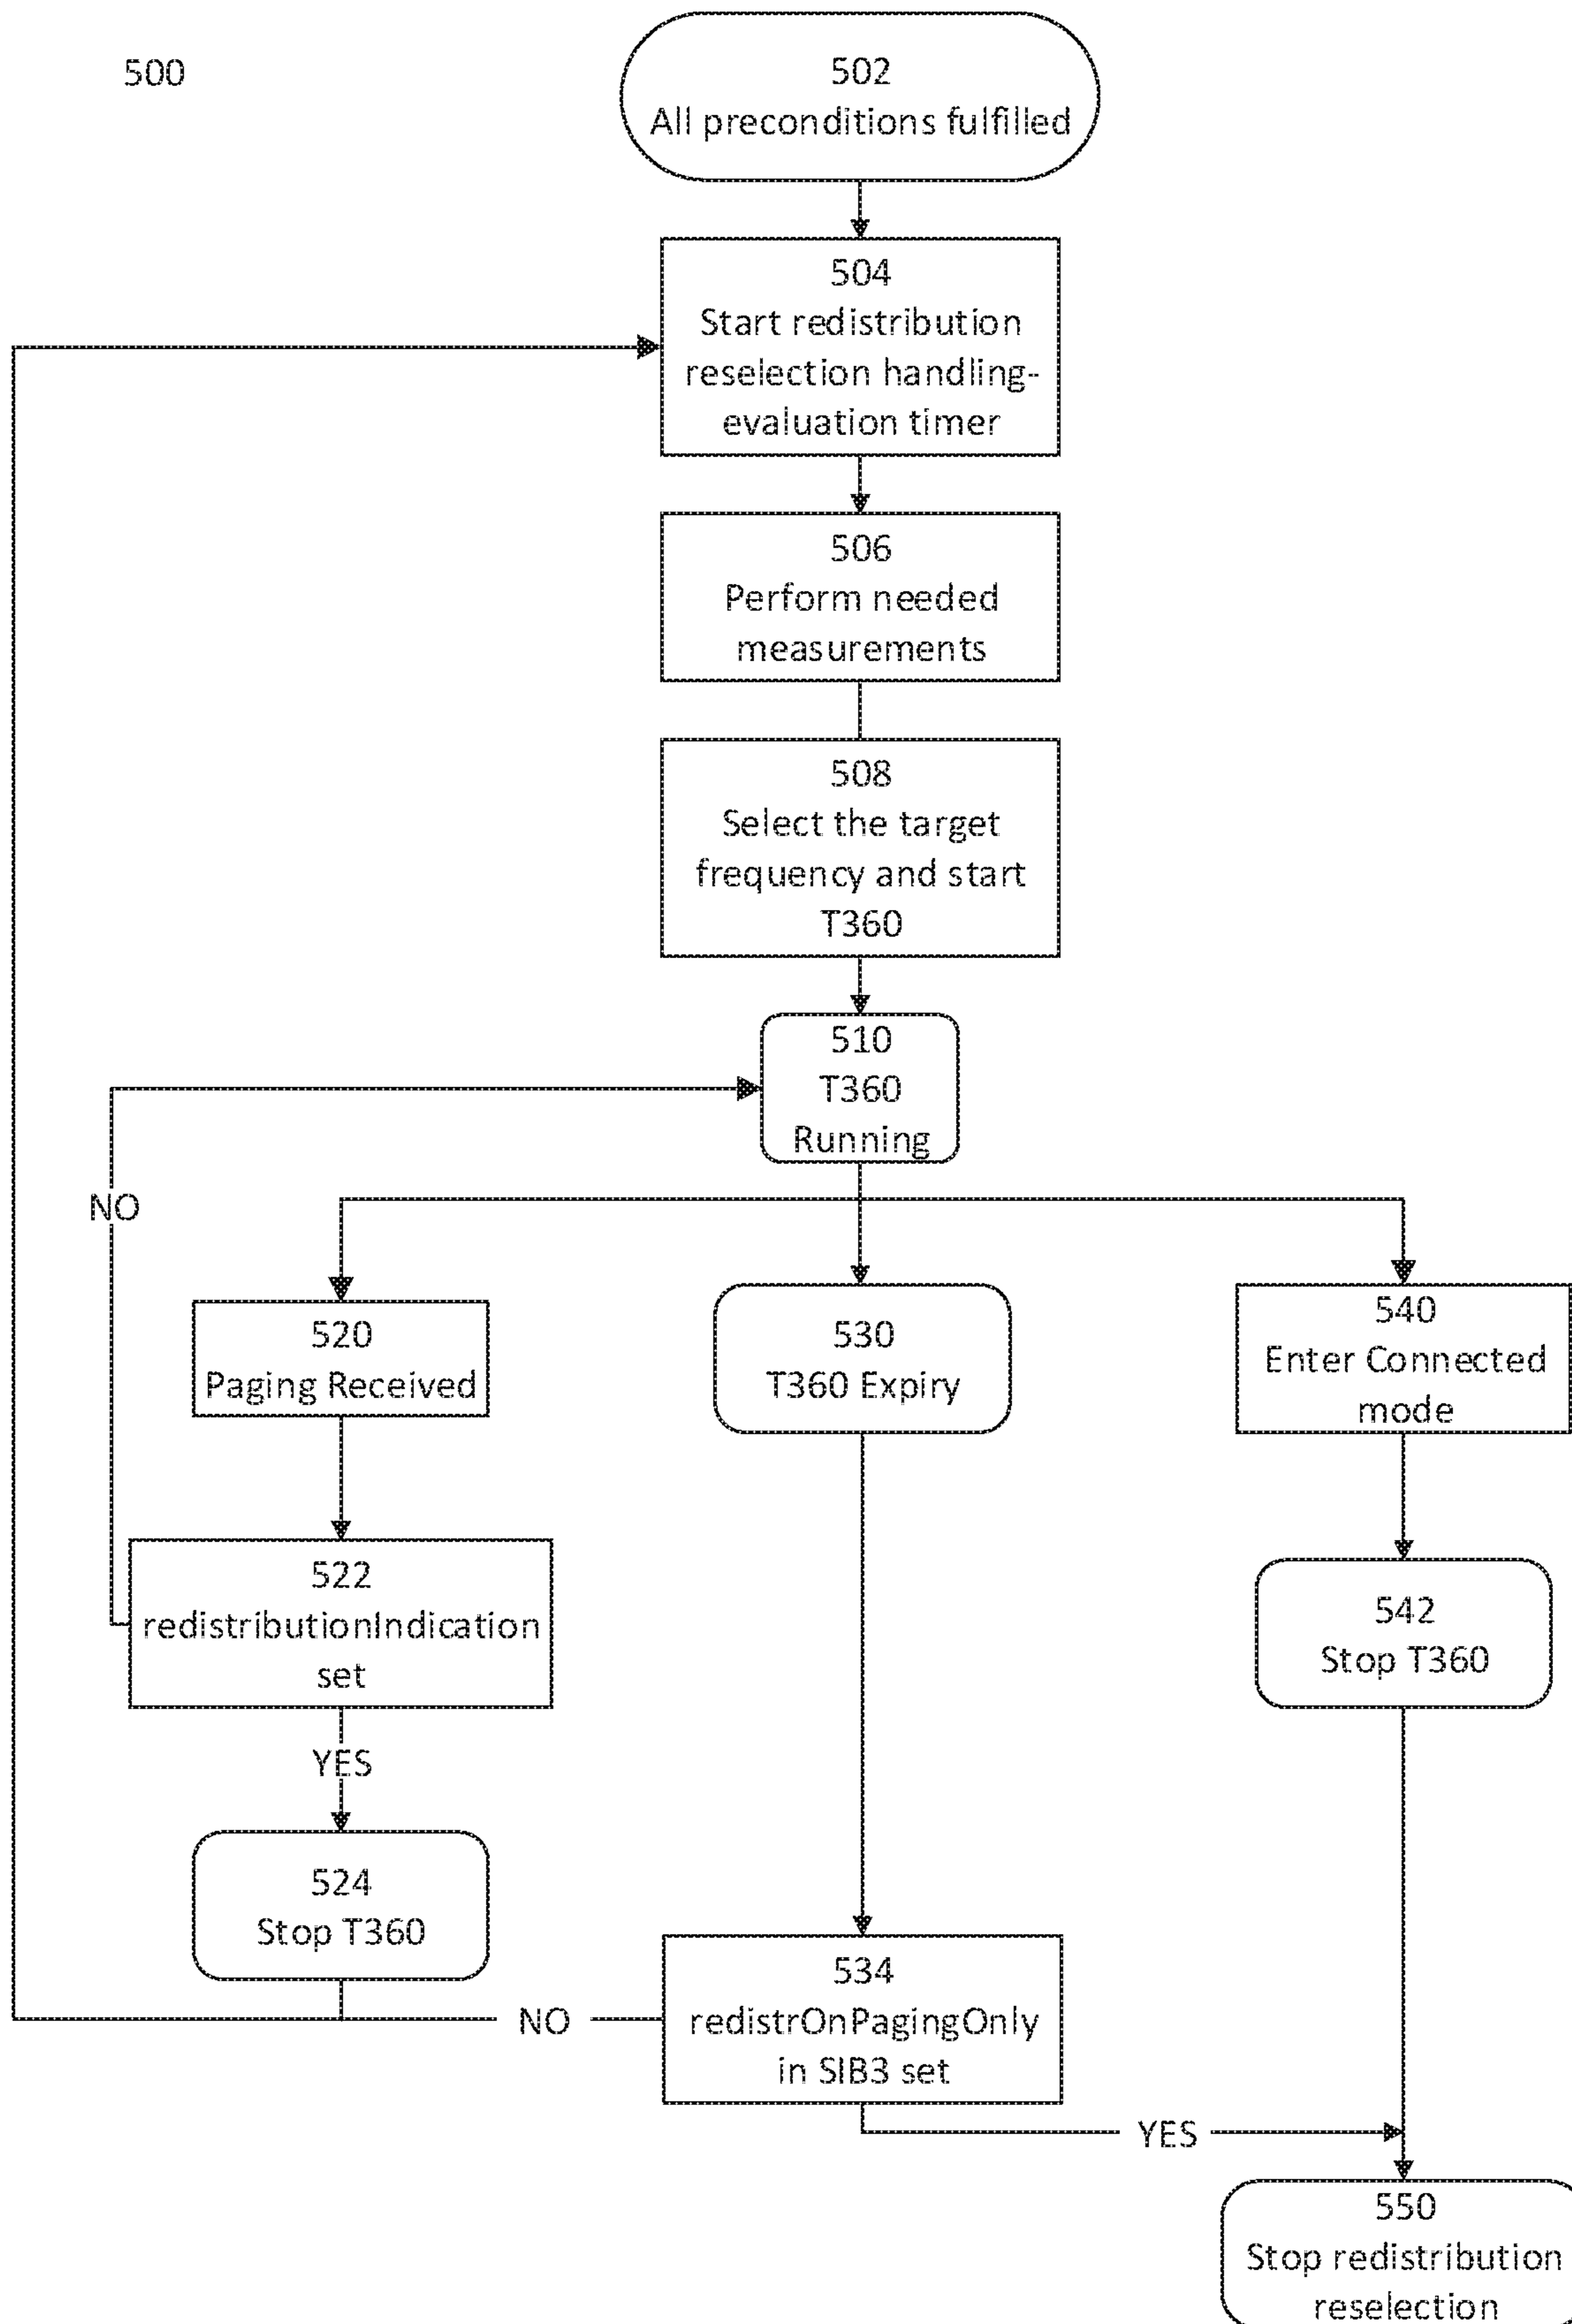 500
502
All preconditions fulfilled
504
Start redistribution
reselection handling-
evaluation timer
506
Perform needed
measurements
508
Select the target
frequency and start
T360
510
T360
Running
NO
520
Paging Received
530
T360 Expiry
540
Enter Connected
mode
522
redistributionIndication
set
542
Stop T360
YES
524
Stop T360
534
redistrOnPagingOnly
in SIB3 set
NO
YES
550
Stop redistribution
reselection